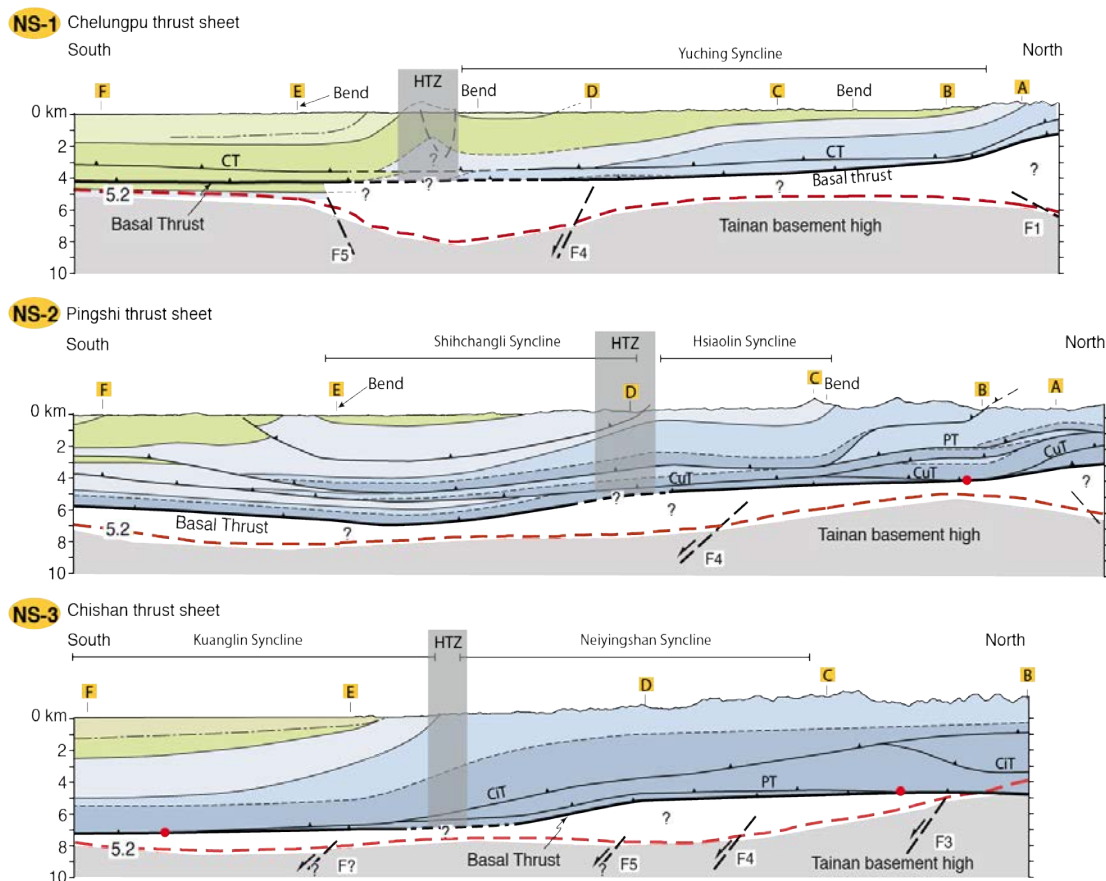 NS-1 Chelungpu thrust sheet
South Yuching Syncline North
F E Bend HTZ Bend D C Bend B A
0 km
2
4
6
8
10
CT CT
? ? ? ? ?
5.2 Basal Thrust Basal thrust
Tainan basement high
F5 F4 F1
NS-2 Pingshi thrust sheet
South Shihchangli Syncline HTZ Hsiaolin Syncline North
F E Bend D C Bend B A
0 km
2
4
6
8
10
PT CuT
CuT CuT
? ? ? ?
5.2 Basal Thrust
Tainan basement high
F4
NS-3 Chishan thrust sheet
South Kuanglin Syncline HTZ Neiyingshan Syncline North
F E D C B
0 km
2
4
6
8
10
CiT PT CiT
? ?
5.2 Basal Thrust
? F? ? F5 F4 F3
Tainan basement high